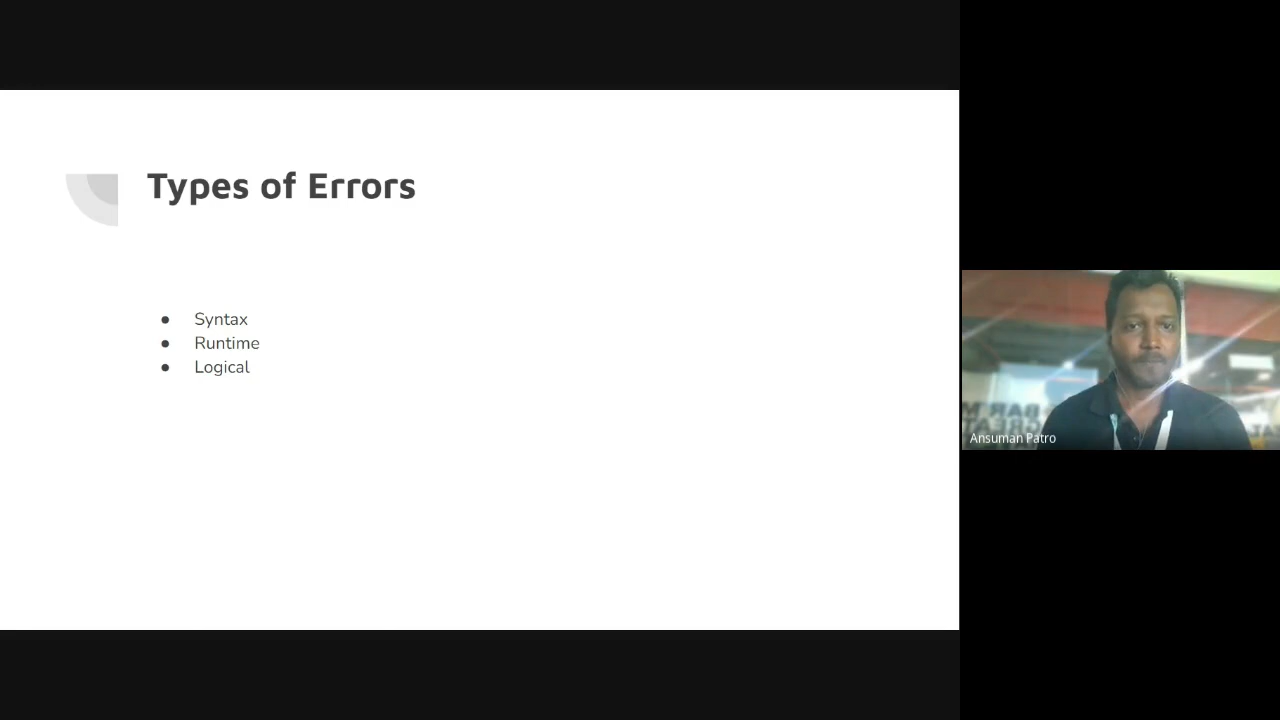 Types of Errors
● Syntax
● Runtime
● Logical
Ansuman Patro